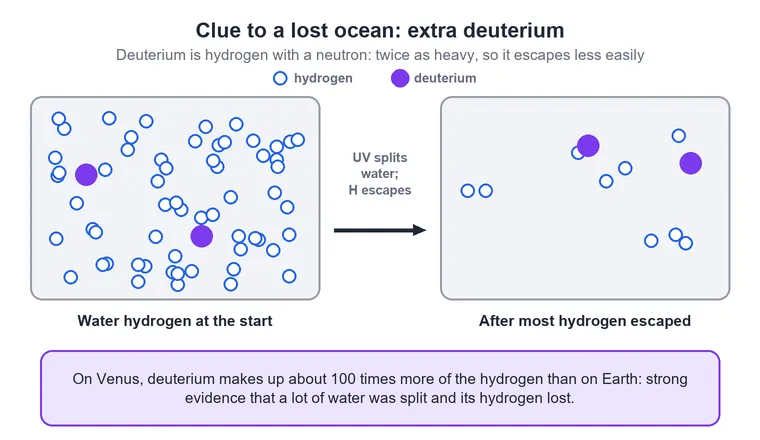 Clue to a lost ocean: extra deuterium
Deuterium is hydrogen with a neutron: twice as heavy, so it escapes less easily
hydrogen
deuterium
UV splits
water;
H escapes
Water hydrogen at the start
After most hydrogen escaped
On Venus, deuterium makes up about 100 times more of the hydrogen than on Earth: strong
evidence that a lot of water was split and its hydrogen lost.